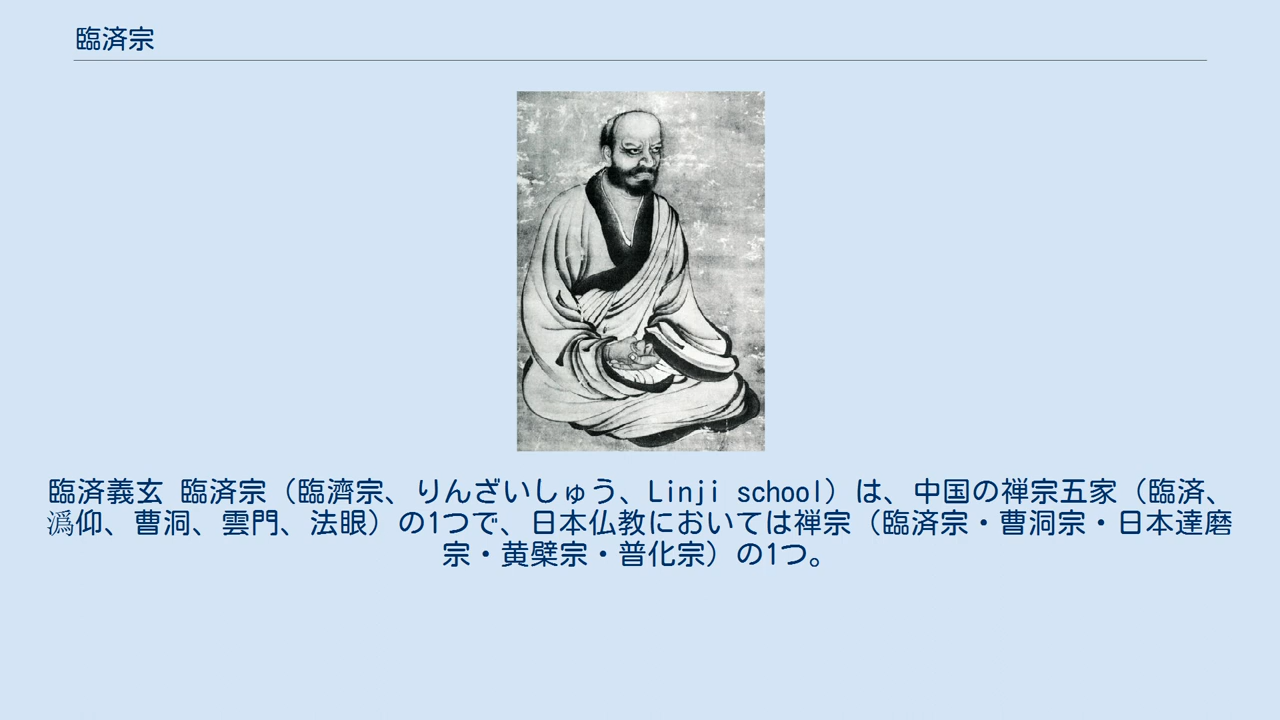 臨済宗
臨済義玄 臨済宗（臨濟宗、りんざいしゅう、Linji school）は、中国の禅宗五家（臨済、
潙仰、曹洞、雲門、法眼）の1つで、日本仏教においては禅宗（臨済宗・曹洞宗・日本達磨
宗・黄檗宗・普化宗）の1つ。